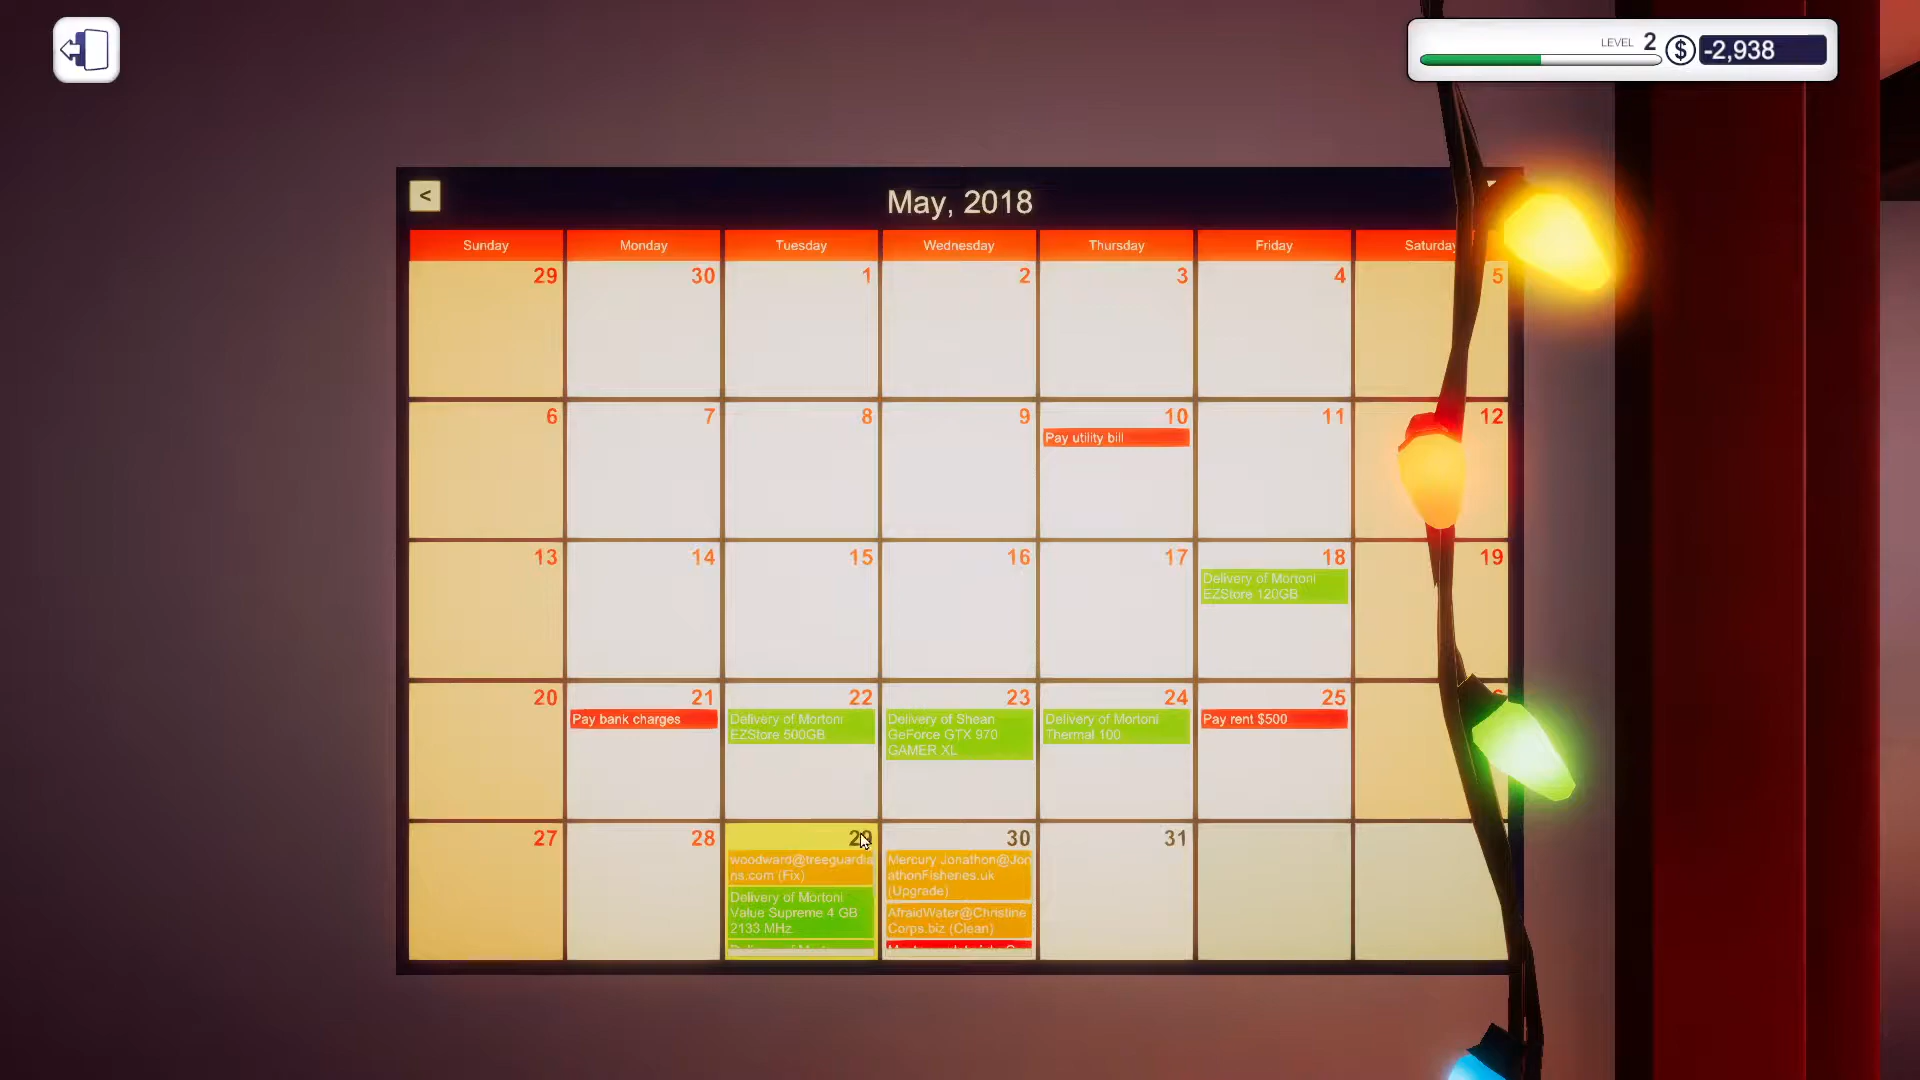 LEVEL 2 $ -2,938
< May, 2018
Sunday Monday Tuesday Wednesday Thursday Friday Saturday
29 30 1 2 3 4 5
6 7 8 9 10 11 12
Pay utility bill
13 14 15 16 17 18 19
Delivery of Mortoni
EZStore 120GB
20 21 22 23 24 25
Pay bank charges
Delivery of Mortoni
EZStore 500GB
Delivery of Shean
GeForce GTX 970
GAMER XL
Delivery of Mortoni
Thermal 100
Pay rent $500
27 28 29 30 31
woodward@treeguardia
ns.com (Fix)
Delivery of Mortoni
Value Supreme 4 GB
2133 MHz
Mercury Jonathon@Jon
athonFisheries.uk
(Upgrade)
AfraidWater@Christine
Corps.biz (Clean)